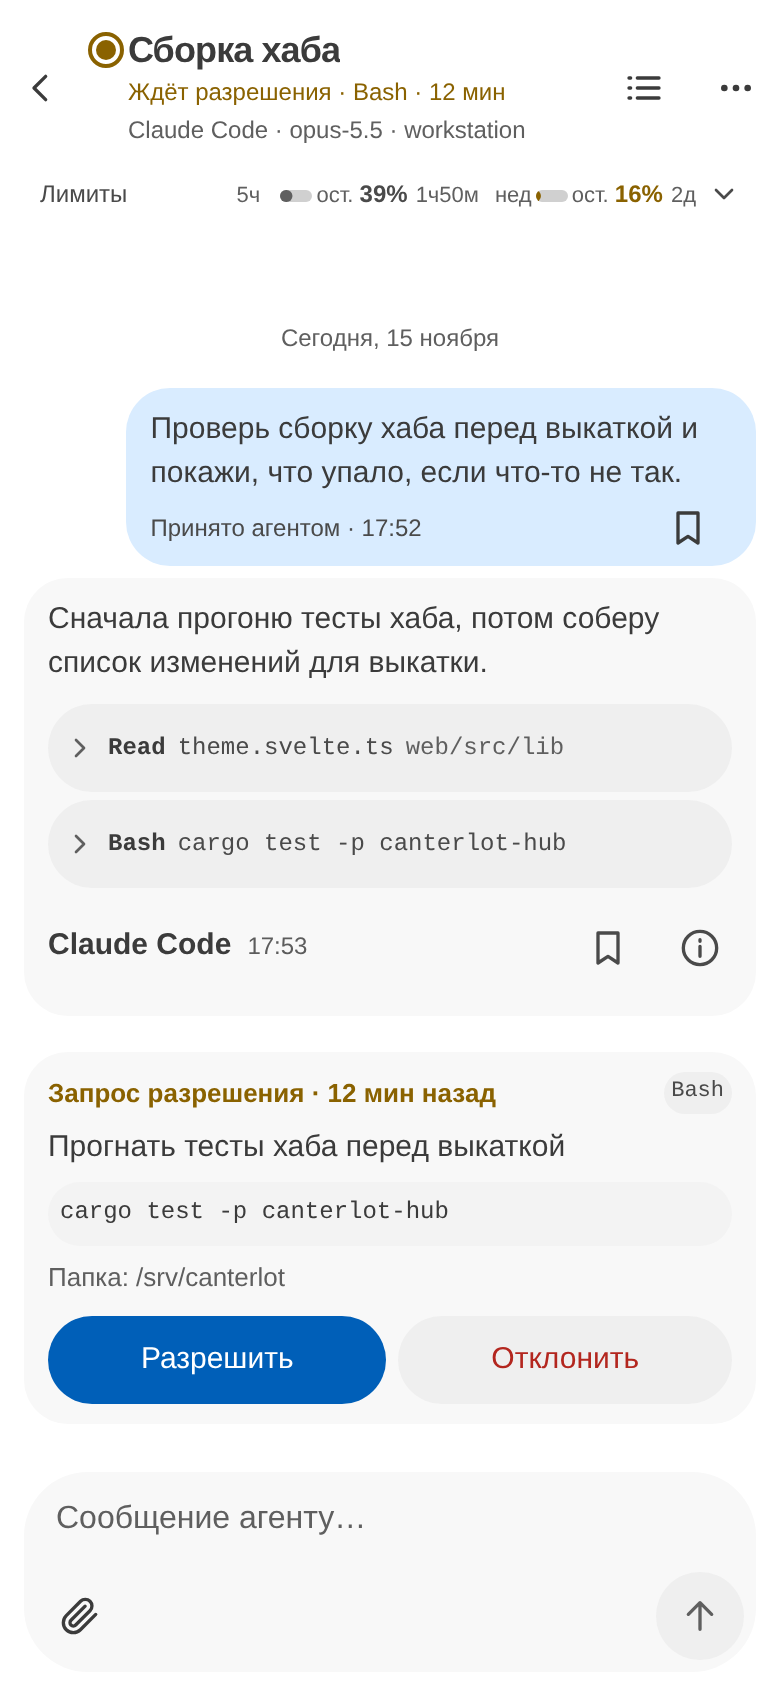 Сборка хаба
Ждёт разрешения · Bash · 12 мин
Claude Code · opus-5.5 · workstation
Лимиты 5ч ост. 39% 1ч50м нед ост. 16% 2д
Сегодня, 15 ноября
Проверь сборку хаба перед выкаткой и
покажи, что упало, если что-то не так.
Принято агентом · 17:52
Сначала прогоню тесты хаба, потом соберу
список изменений для выкатки.
Read theme.svelte.ts web/src/lib
Bash cargo test -p canterlot-hub
Claude Code 17:53
Запрос разрешения · 12 мин назад Bash
Прогнать тесты хаба перед выкаткой
cargo test -p canterlot-hub
Папка: /srv/canterlot
Разрешить Отклонить
Сообщение агенту…